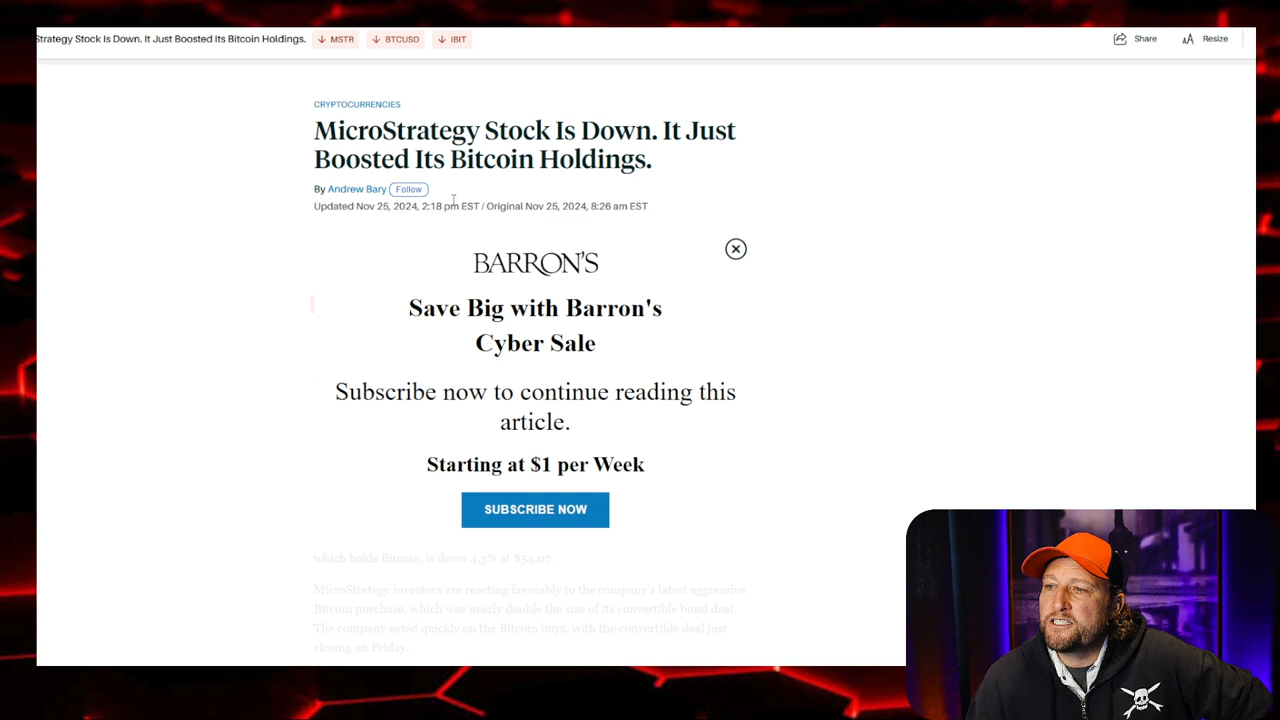 Strategy Stock Is Down. It Just Boosted Its Bitcoin Holdings. ↓ MSTR ↓ BTCUSD ↓ IBIT Share AA Resize
CRYPTOCURRENCIES
MicroStrategy Stock Is Down. It Just
Boosted Its Bitcoin Holdings.
By Andrew Bary Follow
Updated Nov 25, 2024, 2:18 pm EST / Original Nov 25, 2024, 8:26 am EST
BARRON'S
Save Big with Barron's
Cyber Sale
Subscribe now to continue reading this
article.
Starting at $1 per Week
SUBSCRIBE NOW
which holds Bitcoin, is down 4.3% at $54.07.
MicroStrategy investors are reacting favorably to the company's latest aggressive
Bitcoin purchase, which was nearly double the size of its convertible bond deal.
The company acted quickly on the Bitcoin buys, with the convertible deal just
closing on Friday.